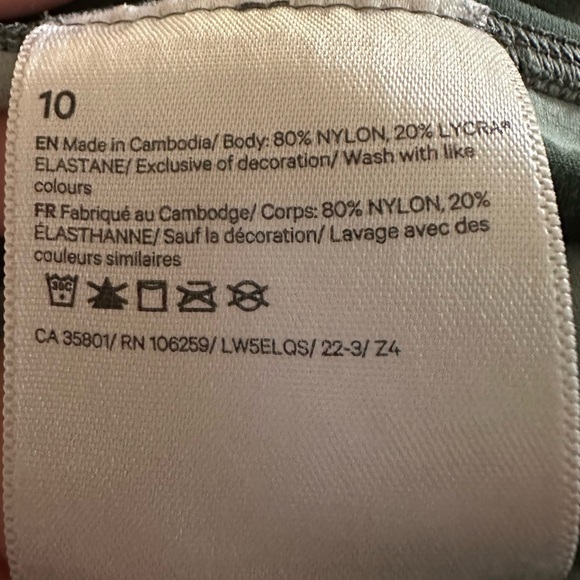 10
EN Made in Cambodia/ Body: 80% NYLON, 20% LYCRA®
ELASTANE/ Exclusive of decoration/ Wash with like
colours
FR Fabriqué au Cambodge/ Corps: 80% NYLON, 20%
ÉLASTHANNE/ Sauf la décoration/ Lavage avec des
couleurs similaires
30C
CA 35801/ RN 106259/ LW5ELQS/ 22-3/ Z4